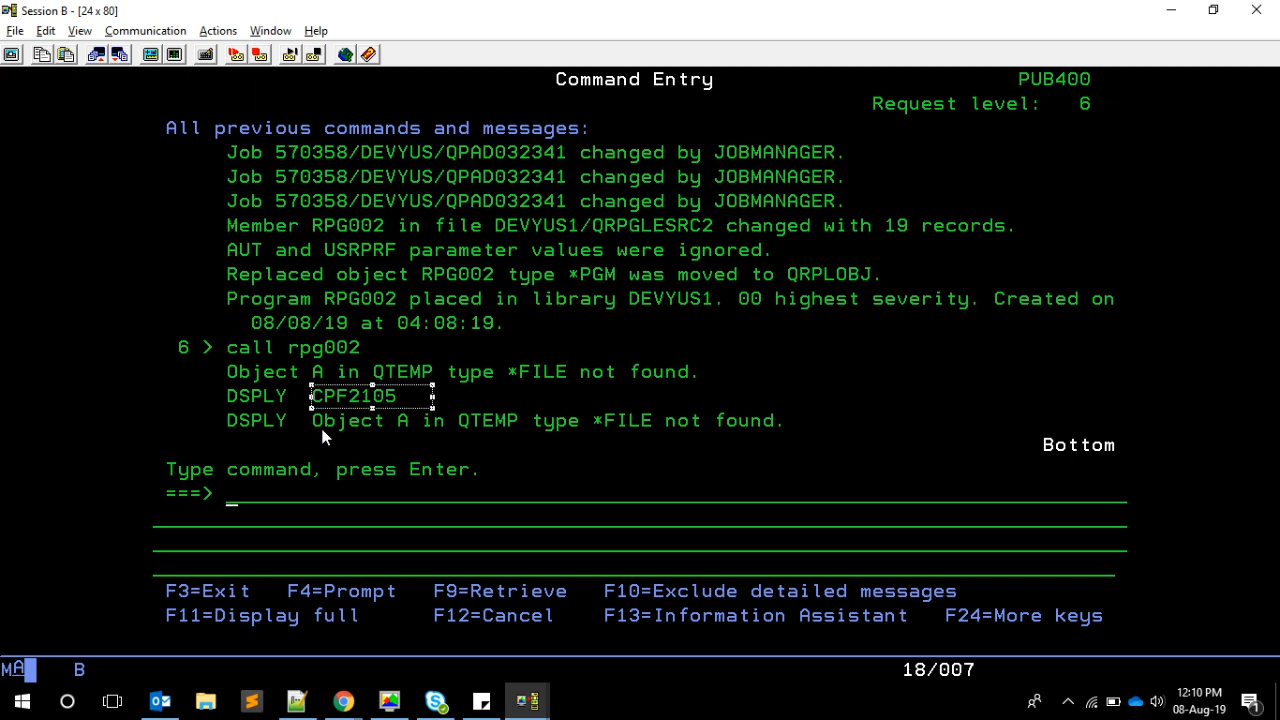 Session B - [24 x 80]
File Edit View Communication Actions Window Help
Command Entry PUB400
Request level: 6
All previous commands and messages:
Job 570358/DEVYUS/QPAD032341 changed by JOBMANAGER.
Job 570358/DEVYUS/QPAD032341 changed by JOBMANAGER.
Job 570358/DEVYUS/QPAD032341 changed by JOBMANAGER.
Member RPG002 in file DEVYUS1/QRPGLESRC2 changed with 19 records.
AUT and USRPRF parameter values were ignored.
Replaced object RPG002 type *PGM was moved to QRPLOBJ.
Program RPG002 placed in library DEVYUS1. 00 highest severity. Created on
08/08/19 at 04:08:19.
6 > call rpg002
Object A in QTEMP type *FILE not found.
DSPLY CPF2105
DSPLY Object A in QTEMP type *FILE not found.
Bottom
Type command, press Enter.
===>
F3=Exit F4=Prompt F9=Retrieve F10=Exclude detailed messages
F11=Display full F12=Cancel F13=Information Assistant F24=More keys
MA B 18/007
12:10 PM
08-Aug-19
1